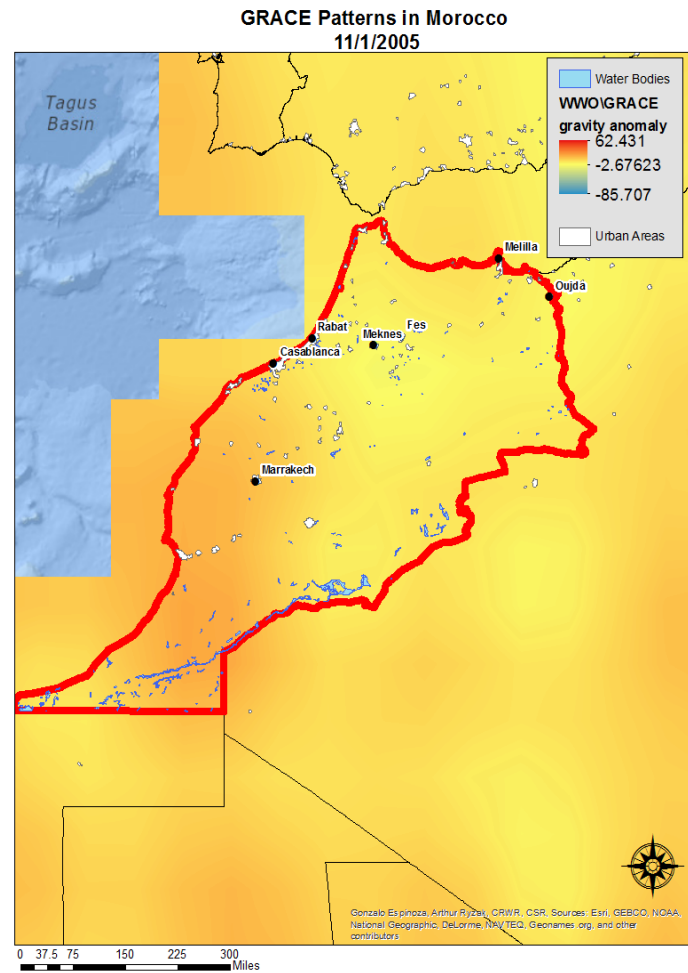 GRACE Patterns in Morocco
11/1/2005
Tagus
Basin
Water Bodies
WWO\GRACE
gravity anomaly
62.431
-2.67623
-85.707
Urban Areas
Melilla
Oujda
Rabat
Fes
Meknes
Casablanca
Marrakech
Gonzalo Espinoza, Arthur Ryzak, CRWR, CSR, Sources: Esri, GEBCO, NOAA,
National Geographic, DeLorme, NAVTEQ, Geonames.org, and other
contributors
0 37.5 75 150 225 300
Miles